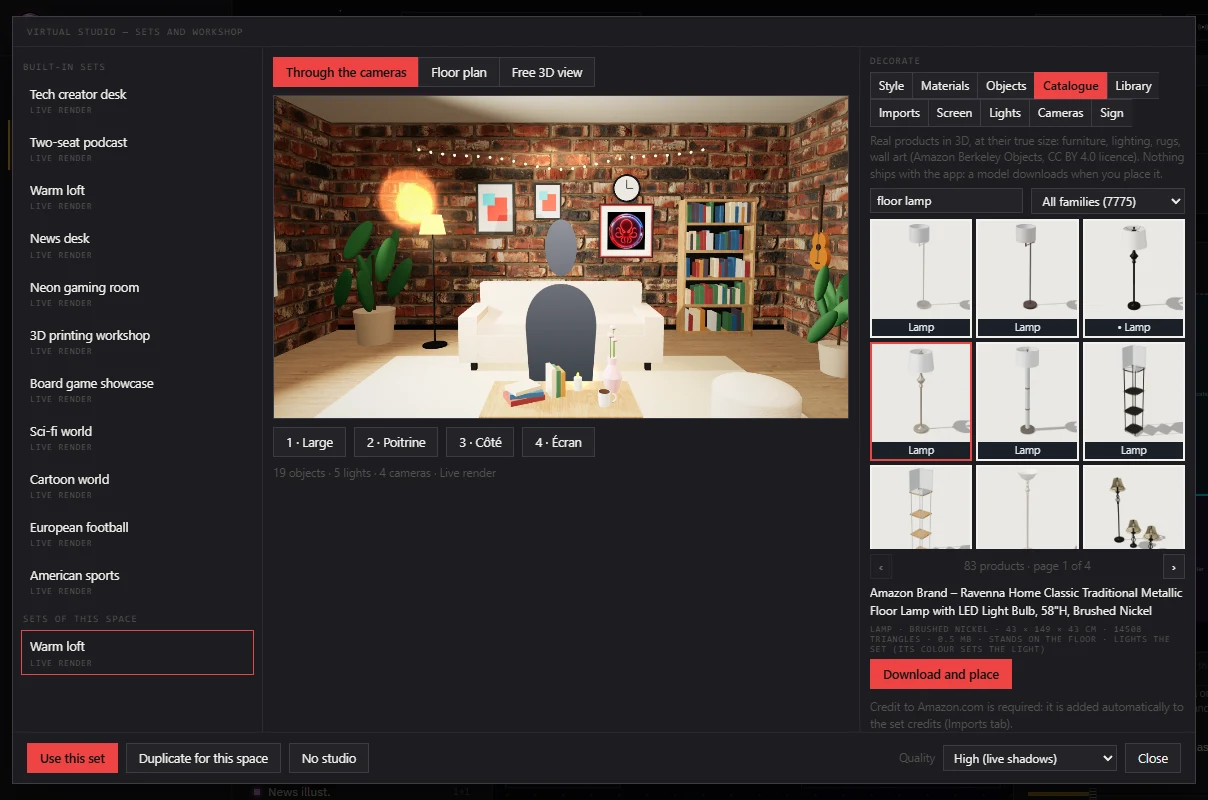 VIRTUAL STUDIO — SETS AND WORKSHOP
BUILT-IN SETS
Tech creator desk
LIVE RENDER
Two-seat podcast
LIVE RENDER
Warm loft
LIVE RENDER
News desk
LIVE RENDER
Neon gaming room
LIVE RENDER
3D printing workshop
LIVE RENDER
Board game showcase
LIVE RENDER
Sci-fi world
LIVE RENDER
Cartoon world
LIVE RENDER
European football
LIVE RENDER
American sports
LIVE RENDER
SETS OF THIS SPACE
Warm loft
LIVE RENDER
Through the cameras
Floor plan
Free 3D view
1 · Large
2 · Poitrine
3 · Côté
4 · Écran
19 objects · 5 lights · 4 cameras · Live render
DECORATE
Style
Materials
Objects
Catalogue
Library
Imports
Screen
Lights
Cameras
Sign
Real products in 3D, at their true size: furniture, lighting, rugs,
wall art (Amazon Berkeley Objects, CC BY 4.0 licence). Nothing
ships with the app: a model downloads when you place it.
floor lamp
All families (7775)
Lamp
Lamp
• Lamp
Lamp
Lamp
Lamp
‹
83 products · page 1 of 4
›
Amazon Brand – Ravenna Home Classic Traditional Metallic
Floor Lamp with LED Light Bulb, 58"H, Brushed Nickel
LAMP · BRUSHED NICKEL · 43 × 149 × 43 CM · 14508
TRIANGLES · 0.5 MB · STANDS ON THE FLOOR · LIGHTS THE
SET (ITS COLOUR SETS THE LIGHT)
Download and place
Credit to Amazon.com is required: it is added automatically to
the set credits (Imports tab).
Use this set
Duplicate for this space
No studio
Quality
High (live shadows)
Close
News illust.